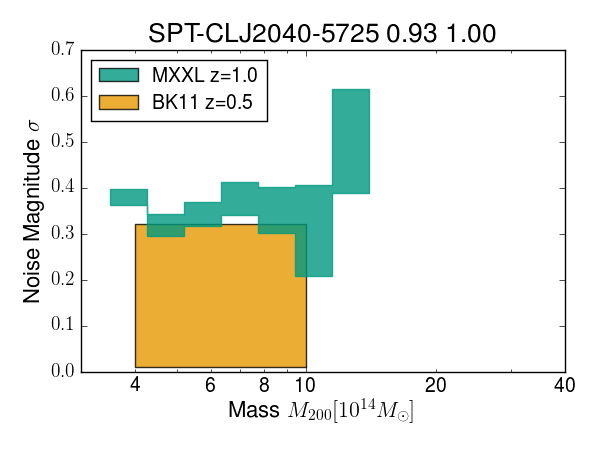 SPT-CLJ2040-5725 0.93 1.00
0.7
0.6
0.5
0.4
0.3
0.2
0.1
0.0
Noise Magnitude σ
MXXL z=1.0
BK11 z=0.5
4 6 8 10 20 40
Mass M₂₀₀[10¹⁴M☉]